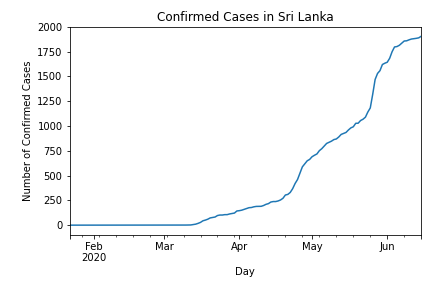 Confirmed Cases in Sri Lanka
Number of Confirmed Cases
2000
1750
1500
1250
1000
750
500
250
0
Feb
2020
Mar
Apr
May
Jun
Day